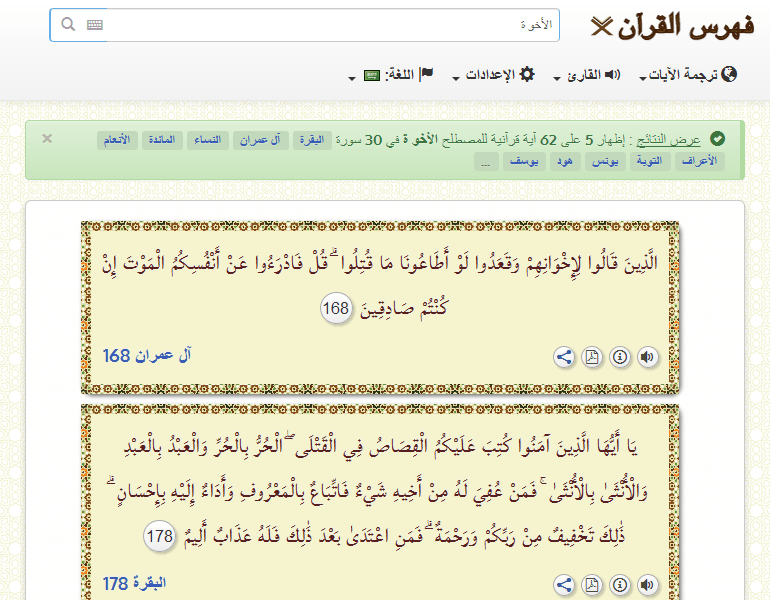 فهرس القرآن
الأخوة
ترجمة الآيات القارئ الإعدادات اللغة:
عرض النتائج : إظهار 5 على 62 آية قرآنية للمصطلح الأخوة في 30 سورة البقرة آل عمران النساء المائدة الأنعام ×
الأعراف التوبة يونس هود يوسف ...
الَّذِينَ قَالُوا لِإِخْوَانِهِمْ وَقَعَدُوا لَوْ أَطَاعُونَا مَا قُتِلُوا ۗ قُلْ فَادْرَءُوا عَنْ أَنْفُسِكُمُ الْمَوْتَ إِنْ
كُنْتُمْ صَادِقِينَ 168
آل عمران 168
يَا أَيُّهَا الَّذِينَ آمَنُوا كُتِبَ عَلَيْكُمُ الْقِصَاصُ فِي الْقَتْلَى ۖ الْحُرُّ بِالْحُرِّ وَالْعَبْدُ بِالْعَبْدِ
وَالْأُنْثَىٰ بِالْأُنْثَىٰ ۚ فَمَنْ عُفِيَ لَهُ مِنْ أَخِيهِ شَيْءٌ فَاتِّبَاعٌ بِالْمَعْرُوفِ وَأَدَاءٌ إِلَيْهِ بِإِحْسَانٍ ۗ
ذَٰلِكَ تَخْفِيفٌ مِنْ رَبِّكُمْ وَرَحْمَةٌ ۗ فَمَنِ اعْتَدَىٰ بَعْدَ ذَٰلِكَ فَلَهُ عَذَابٌ أَلِيمٌ 178
البقرة 178